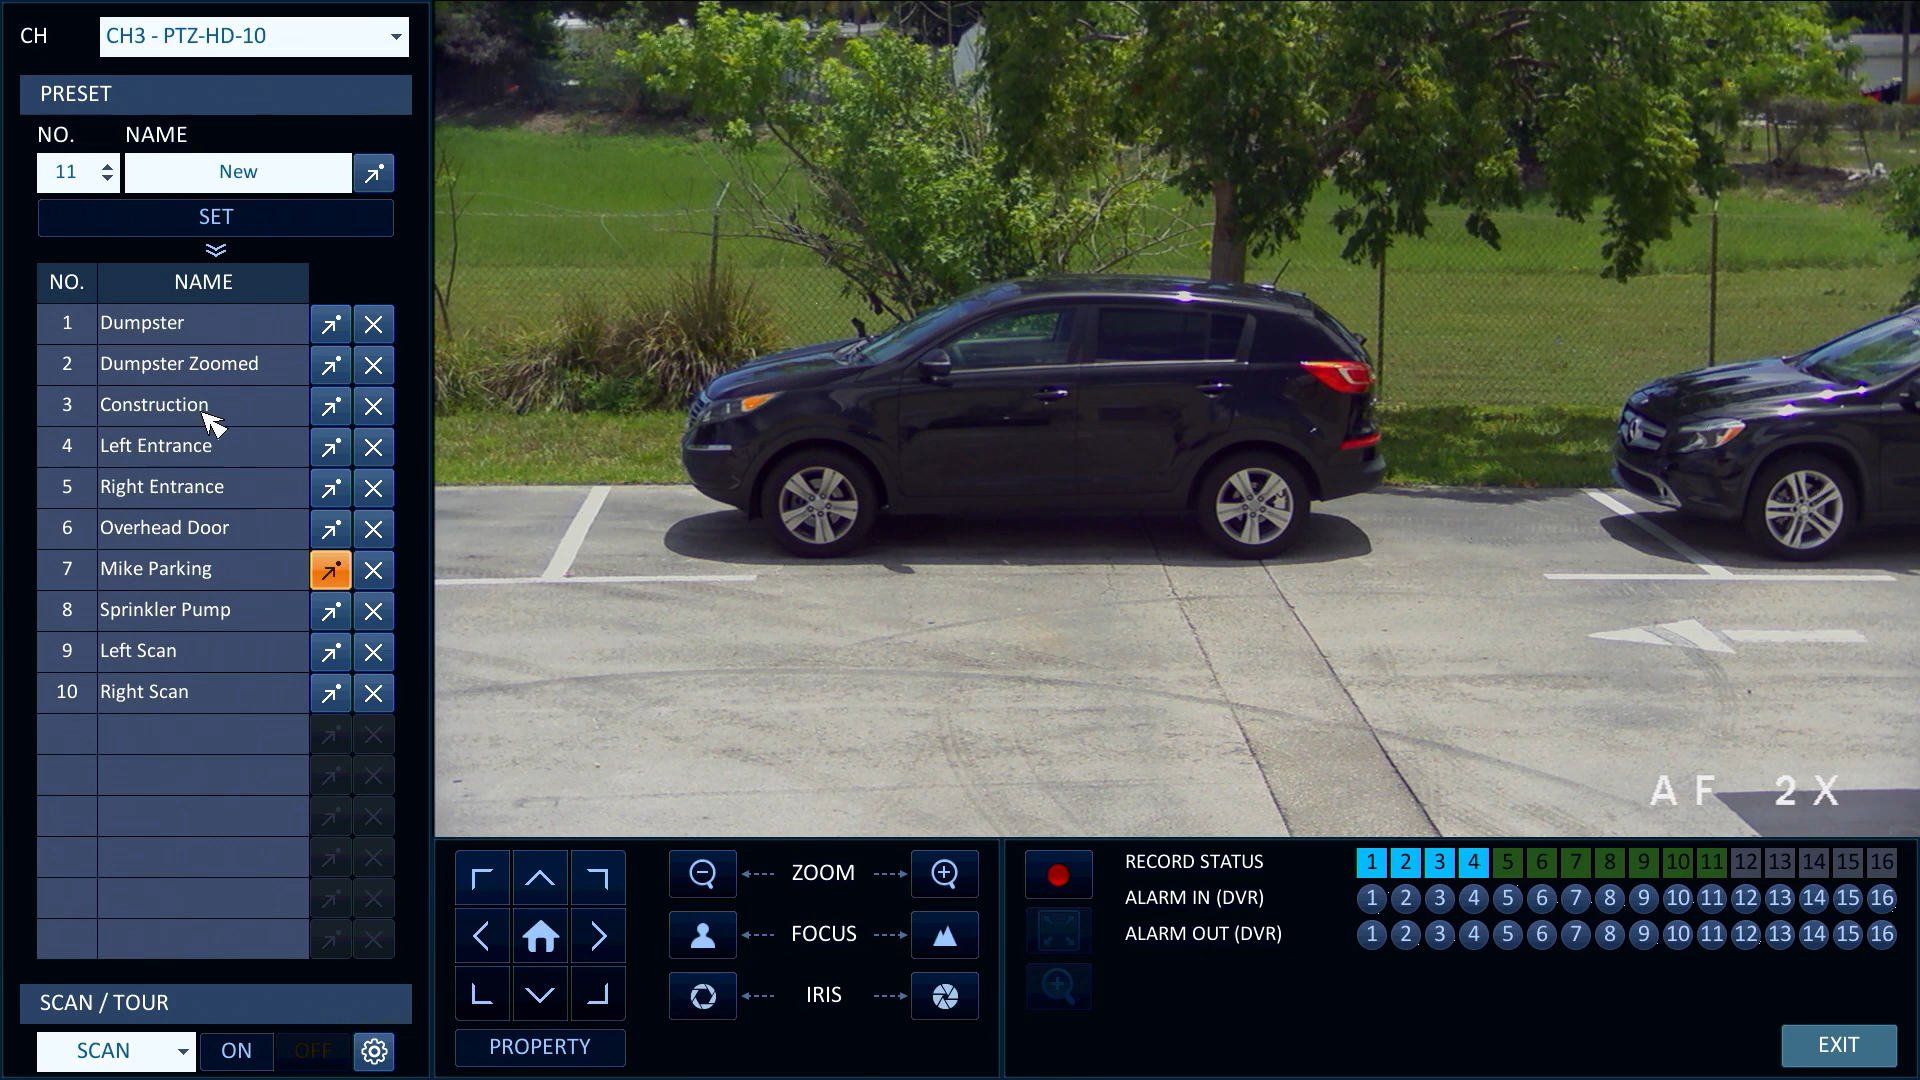 CH CH3 - PTZ-HD-10
PRESET
NO. NAME
11 New
SET
NO. NAME
1 Dumpster
2 Dumpster Zoomed
3 Construction
4 Left Entrance
5 Right Entrance
6 Overhead Door
7 Mike Parking
8 Sprinkler Pump
9 Left Scan
10 Right Scan
SCAN / TOUR
SCAN ON OFF
AF 2X
ZOOM
FOCUS
IRIS
PROPERTY
RECORD STATUS 1 2 3 4 5 6 7 8 9 10 11 12 13 14 15 16
ALARM IN (DVR) 1 2 3 4 5 6 7 8 9 10 11 12 13 14 15 16
ALARM OUT (DVR) 1 2 3 4 5 6 7 8 9 10 11 12 13 14 15 16
EXIT